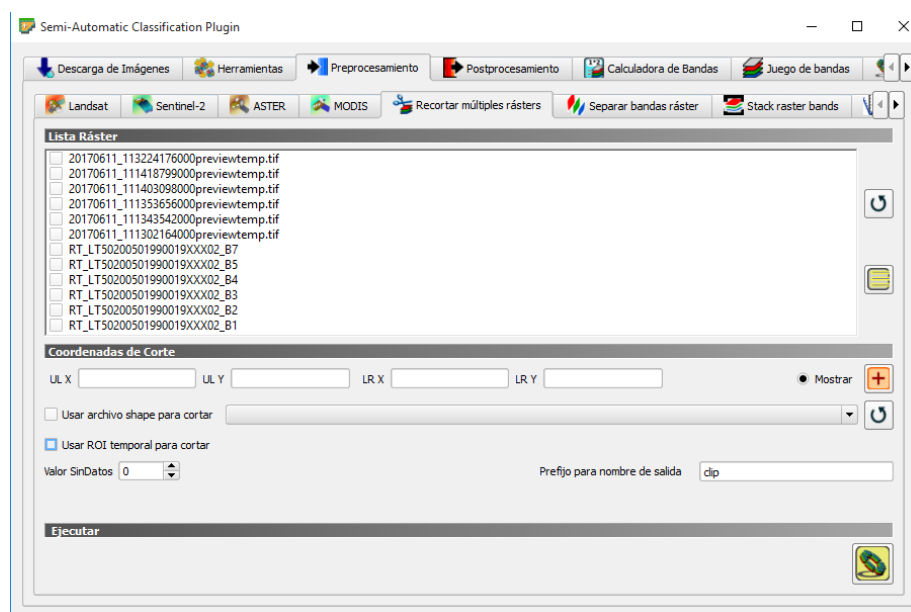 Semi-Automatic Classification Plugin
Descarga de Imágenes Herramientas Preprocesamiento Postprocesamiento Calculadora de Bandas Juego de bandas
Landsat Sentinel-2 ASTER MODIS Recortar múltiples rásters Separar bandas ráster Stack raster bands
Lista Ráster
20170611_113224176000previewtemp.tif
20170611_111418799000previewtemp.tif
20170611_111403098000previewtemp.tif
20170611_111353656000previewtemp.tif
20170611_111343542000previewtemp.tif
20170611_111302164000previewtemp.tif
RT_LT50200501990019XXX02_B7
RT_LT50200501990019XXX02_B5
RT_LT50200501990019XXX02_B4
RT_LT50200501990019XXX02_B3
RT_LT50200501990019XXX02_B2
RT_LT50200501990019XXX02_B1
Coordenadas de Corte
UL X UL Y LR X LR Y Mostrar
Usar archivo shape para cortar
Usar ROI temporal para cortar
Valor SinDatos 0 Prefijo para nombre de salida clip
Ejecutar